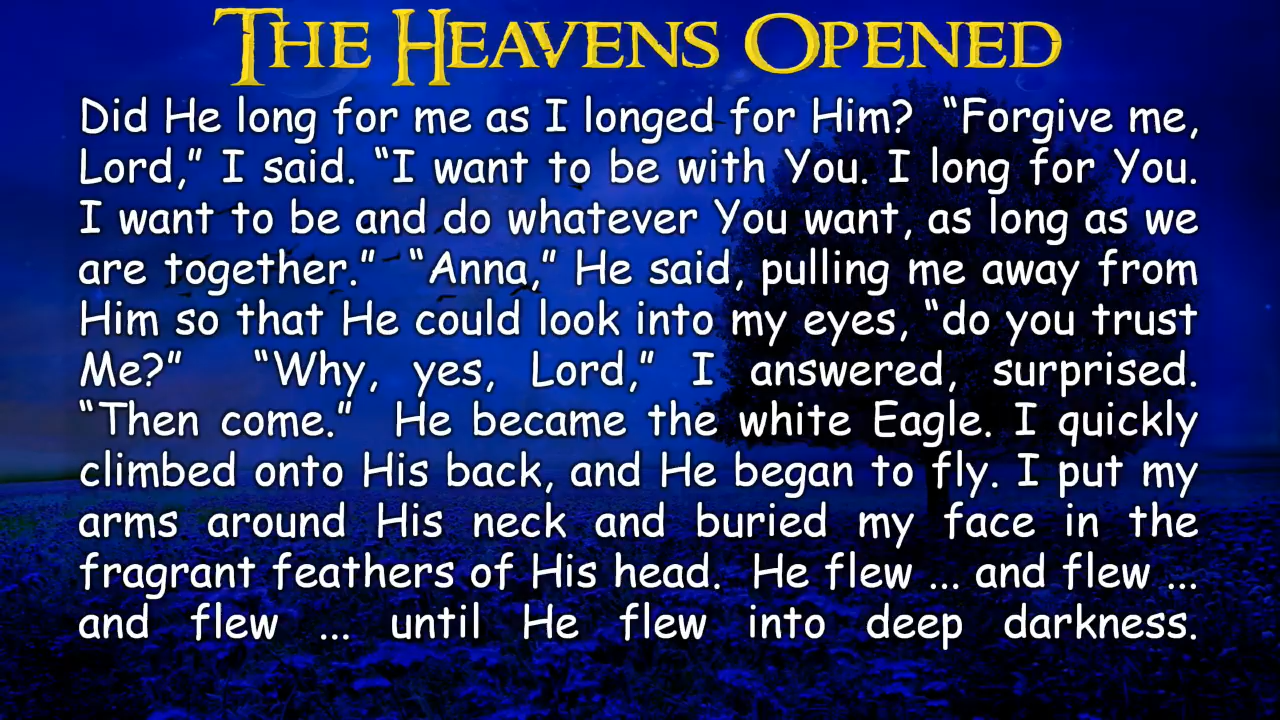 THE HEAVENS OPENED
Did He long for me as I longed for Him?  “Forgive me,
Lord,” I said. “I want to be with You. I long for You.
I want to be and do whatever You want, as long as we
are together.”  “Anna,” He said, pulling me away from
Him so that He could look into my eyes, “do you trust
Me?”  “Why, yes, Lord,” I answered, surprised.
“Then come.”  He became the white Eagle. I quickly
climbed onto His back, and He began to fly. I put my
arms around His neck and buried my face in the
fragrant feathers of His head.  He flew ... and flew ...
and flew ... until He flew into deep darkness.